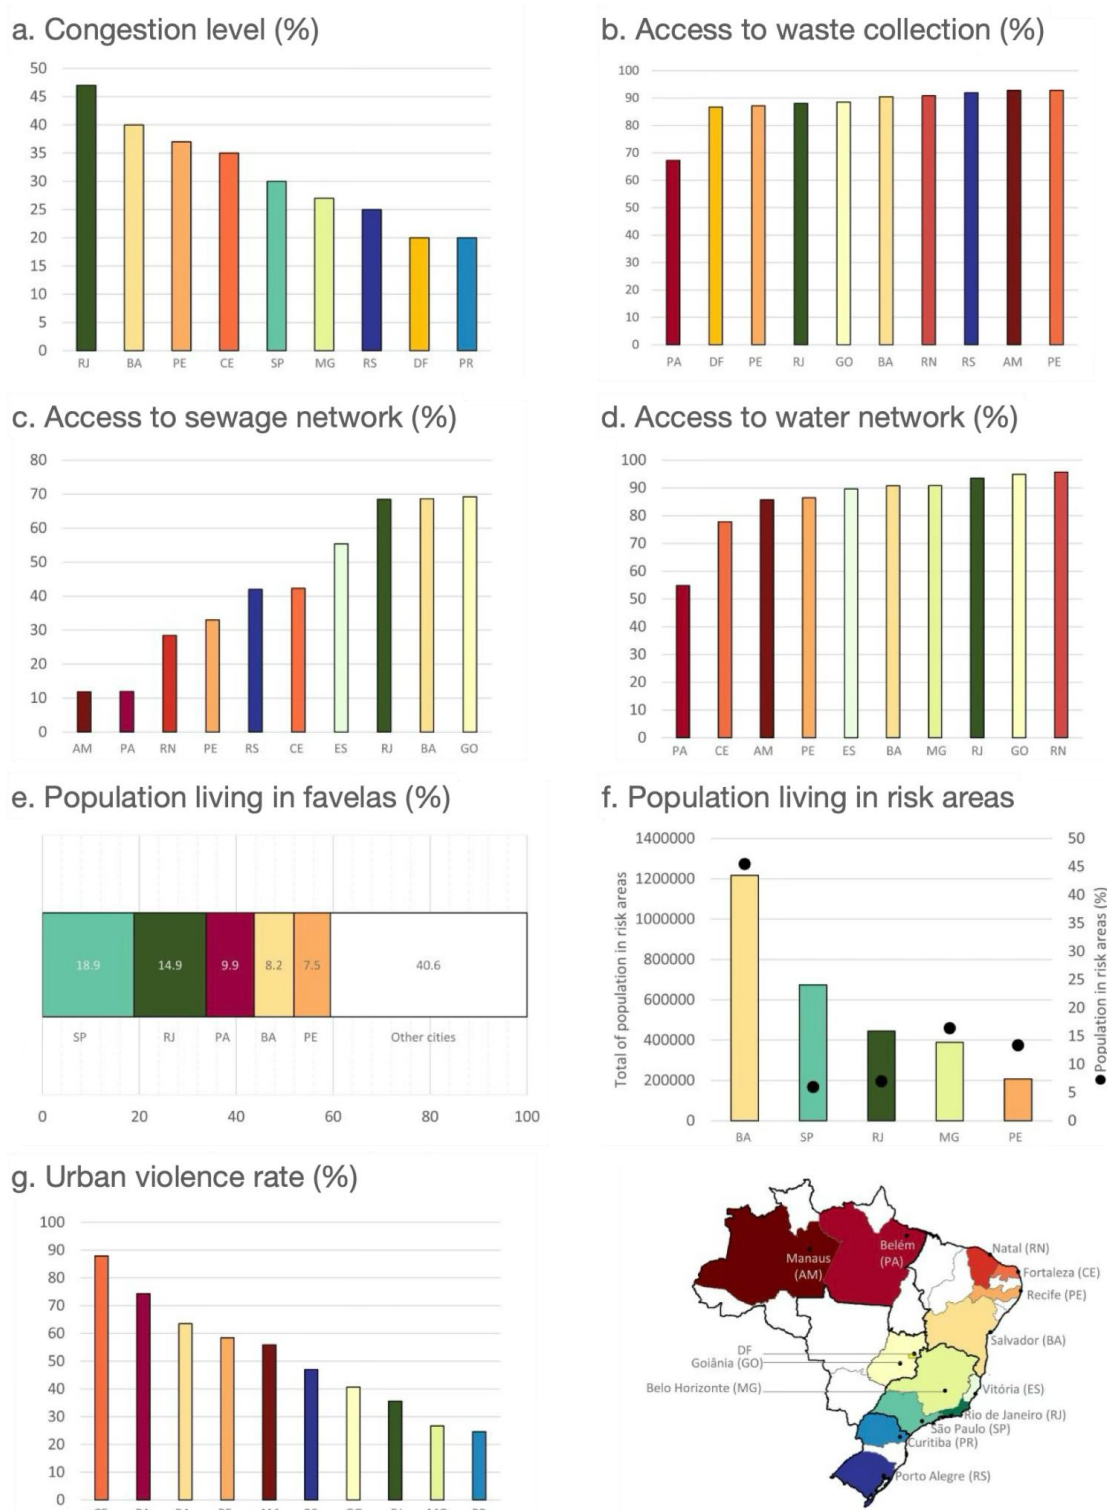 a. Congestion level (%)
50
45
40
35
30
25
20
15
10
5
0
RJ BA PE CE SP MG RS DF PR
b. Access to waste collection (%)
100
90
80
70
60
50
40
30
20
10
0
PA DF PE RJ GO BA RN RS AM PE
c. Access to sewage network (%)
80
70
60
50
40
30
20
10
0
AM PA RN PE RS CE ES RJ BA GO
d. Access to water network (%)
100
90
80
70
60
50
40
30
20
10
0
PA CE AM PE ES BA MG RJ GO RN
e. Population living in favelas (%)
18.9 14.9 9.9 8.2 7.5 40.6
SP RJ PA BA PE Other cities
0 20 40 60 80 100
f. Population living in risk areas
Total of population in risk areas
1400000
1200000
1000000
800000
600000
400000
200000
0
50
45
40
35
30
25
20
15
10
5
0
Population in risk areas (%)
BA SP RJ MG PE
g. Urban violence rate (%)
100
90
80
70
60
50
40
30
20
10
0
Manaus
(AM)
Belém
(PA)
Natal (RN)
Fortaleza (CE)
Recife (PE)
Salvador (BA)
DF
Goiânia (GO)
Belo Horizonte (MG)
Vitória (ES)
Rio de Janeiro (RJ)
São Paulo (SP)
Curitiba (PR)
Porto Alegre (RS)